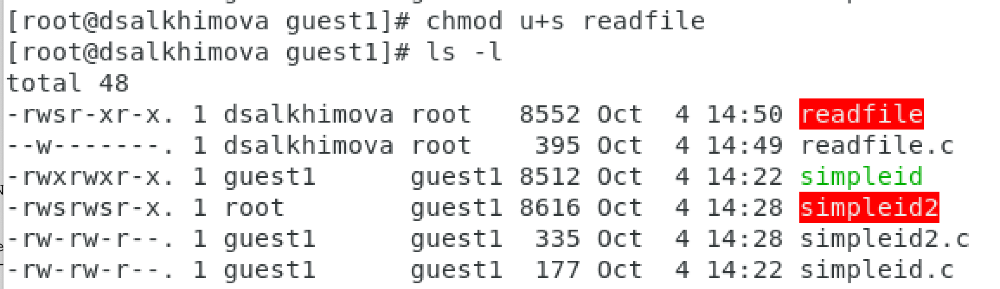 [root@dsalkhimova guest1]# chmod u+s readfile
[root@dsalkhimova guest1]# ls -l
total 48
-rwsr-xr-x. 1 dsalkhimova root   8552 Oct  4 14:50 readfile
--w-------. 1 dsalkhimova root    395 Oct  4 14:49 readfile.c
-rwxrwxr-x. 1 guest1      guest1 8512 Oct  4 14:22 simpleid
-rwsrwsr-x. 1 root        guest1 8616 Oct  4 14:28 simpleid2
-rw-rw-r--. 1 guest1      guest1  335 Oct  4 14:28 simpleid2.c
-rw-rw-r--. 1 guest1      guest1  177 Oct  4 14:22 simpleid.c